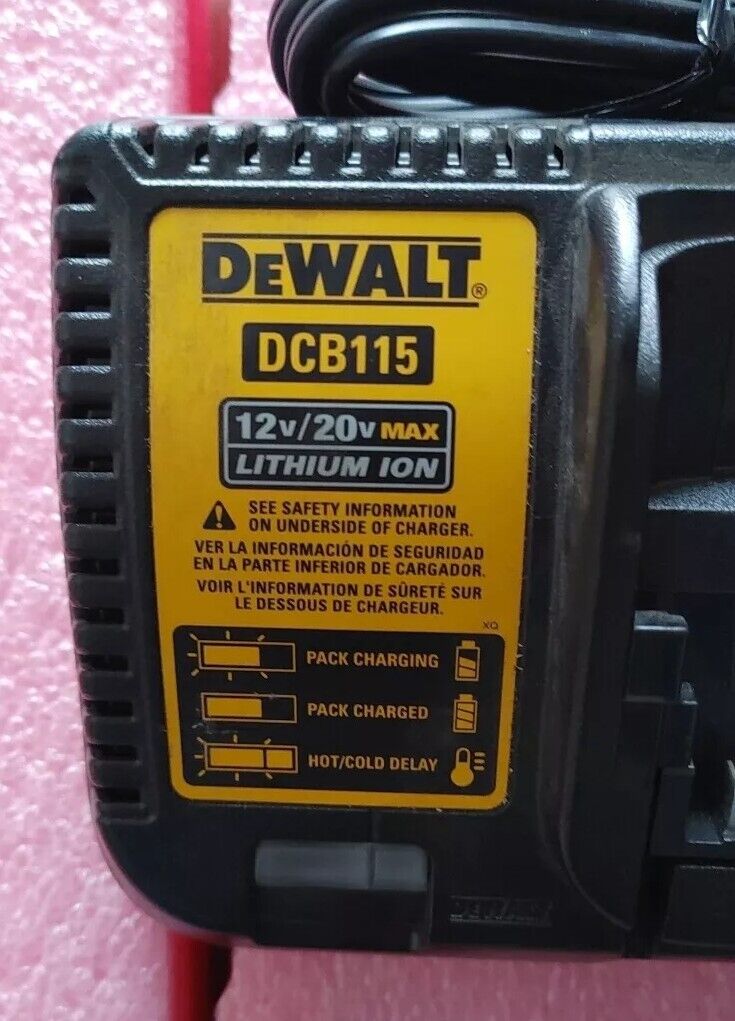 DEWALT®
DCB115
12V/20V MAX
LITHIUM ION
SEE SAFETY INFORMATION
ON UNDERSIDE OF CHARGER.
VER LA INFORMACIÓN DE SEGURIDAD
EN LA PARTE INFERIOR DE CARGADOR.
VOIR L'INFORMATION DE SÛRETÉ SUR
LE DESSOUS DE CHARGEUR.
XQ
PACK CHARGING
PACK CHARGED
HOT/COLD DELAY
DEWALT